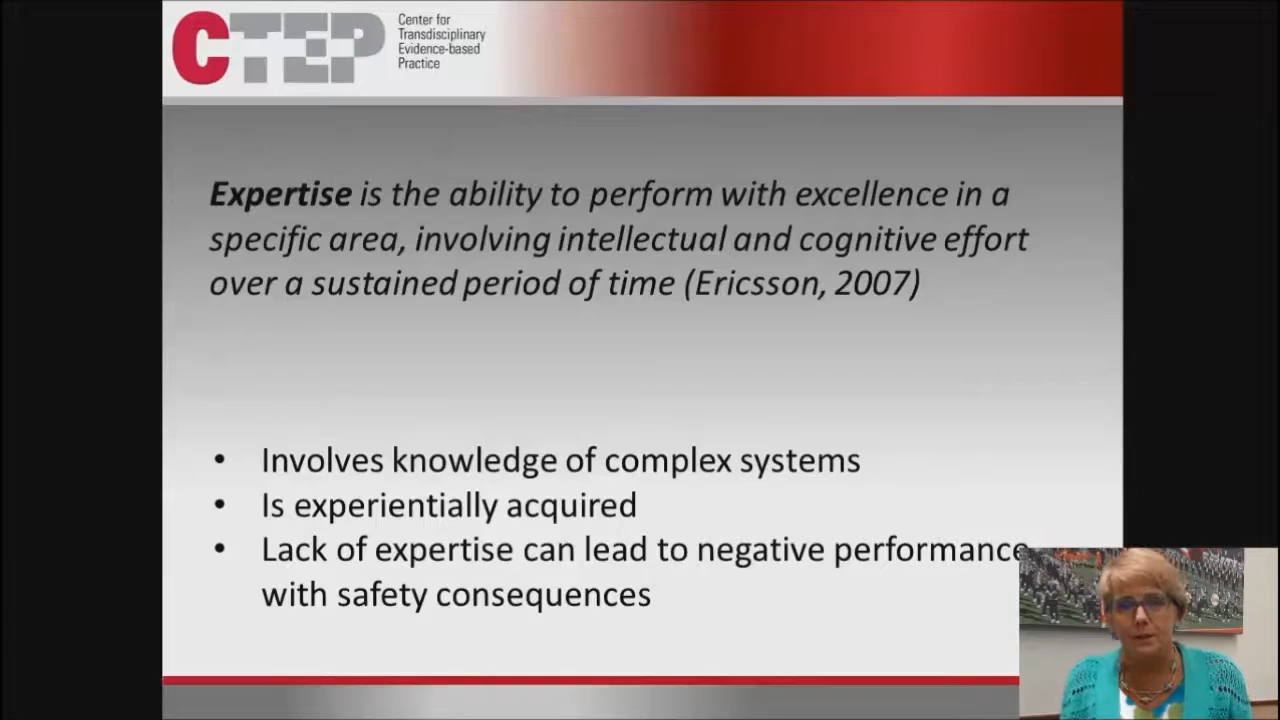 CTEP
Center for
Transdisciplinary
Evidence-based
Practice
Expertise is the ability to perform with excellence in a
specific area, involving intellectual and cognitive effort
over a sustained period of time (Ericsson, 2007)
• Involves knowledge of complex systems
• Is experientially acquired
• Lack of expertise can lead to negative performance
with safety consequences